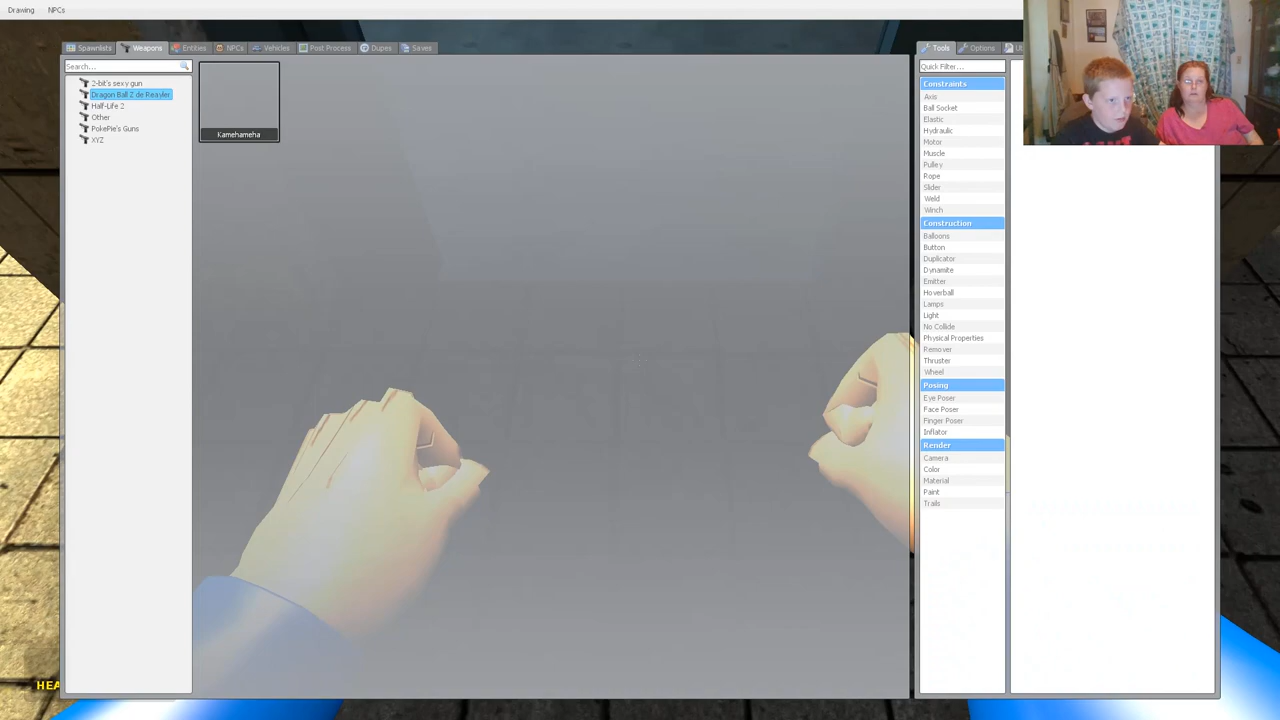 Drawing NPCs
Spawnlists Weapons Entities NPCs Vehicles Post Process Dupes Saves Tools Options
Search... Quick Filter...
2-bit's sexy gun
Dragon Ball Z de Reavler
Half-Life 2
Other
PokePie's Guns
XYZ
Kamehameha
Constraints
Axis
Ball Socket
Elastic
Hydraulic
Motor
Muscle
Pulley
Rope
Slider
Weld
Winch
Construction
Balloons
Button
Duplicator
Dynamite
Emitter
Hoverball
Lamps
Light
No Collide
Physical Properties
Remover
Thruster
Wheel
Posing
Eye Poser
Face Poser
Finger Poser
Inflator
Render
Camera
Color
Material
Paint
Trails